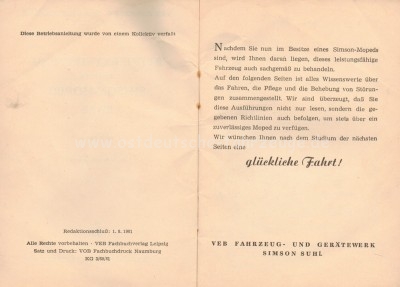 Diese Betriebsanleitung wurde von einem Kollektiv verfaßt
Redaktionsschluß: 1. 8. 1961
Alle Rechte vorbehalten · VEB Fachbuchverlag Leipzig
Satz und Druck: VOB Fachbuchdruck Naumburg
Nachdem Sie nun im Besitze eines Simson-Mopeds
sind, wird Ihnen daran liegen, dieses leistungsfähige
Fahrzeug auch sachgemäß zu behandeln.
Auf den folgenden Seiten ist alles Wissenswerte über
das Fahren, die Pflege und die Behebung von Störun-
gen zusammengestellt. Wir sind überzeugt, daß Sie
diese Ausführungen nicht nur lesen, sondern die ge-
gebenen Richtlinien auch befolgen, um stets über ein
zuverlässiges Moped zu verfügen.
Wir wünschen Ihnen nach dem Studium der nächsten
Seiten eine
glückliche Fahrt!
VEB FAHRZEUG- UND GERÄTEWERK
SIMSON SUHL